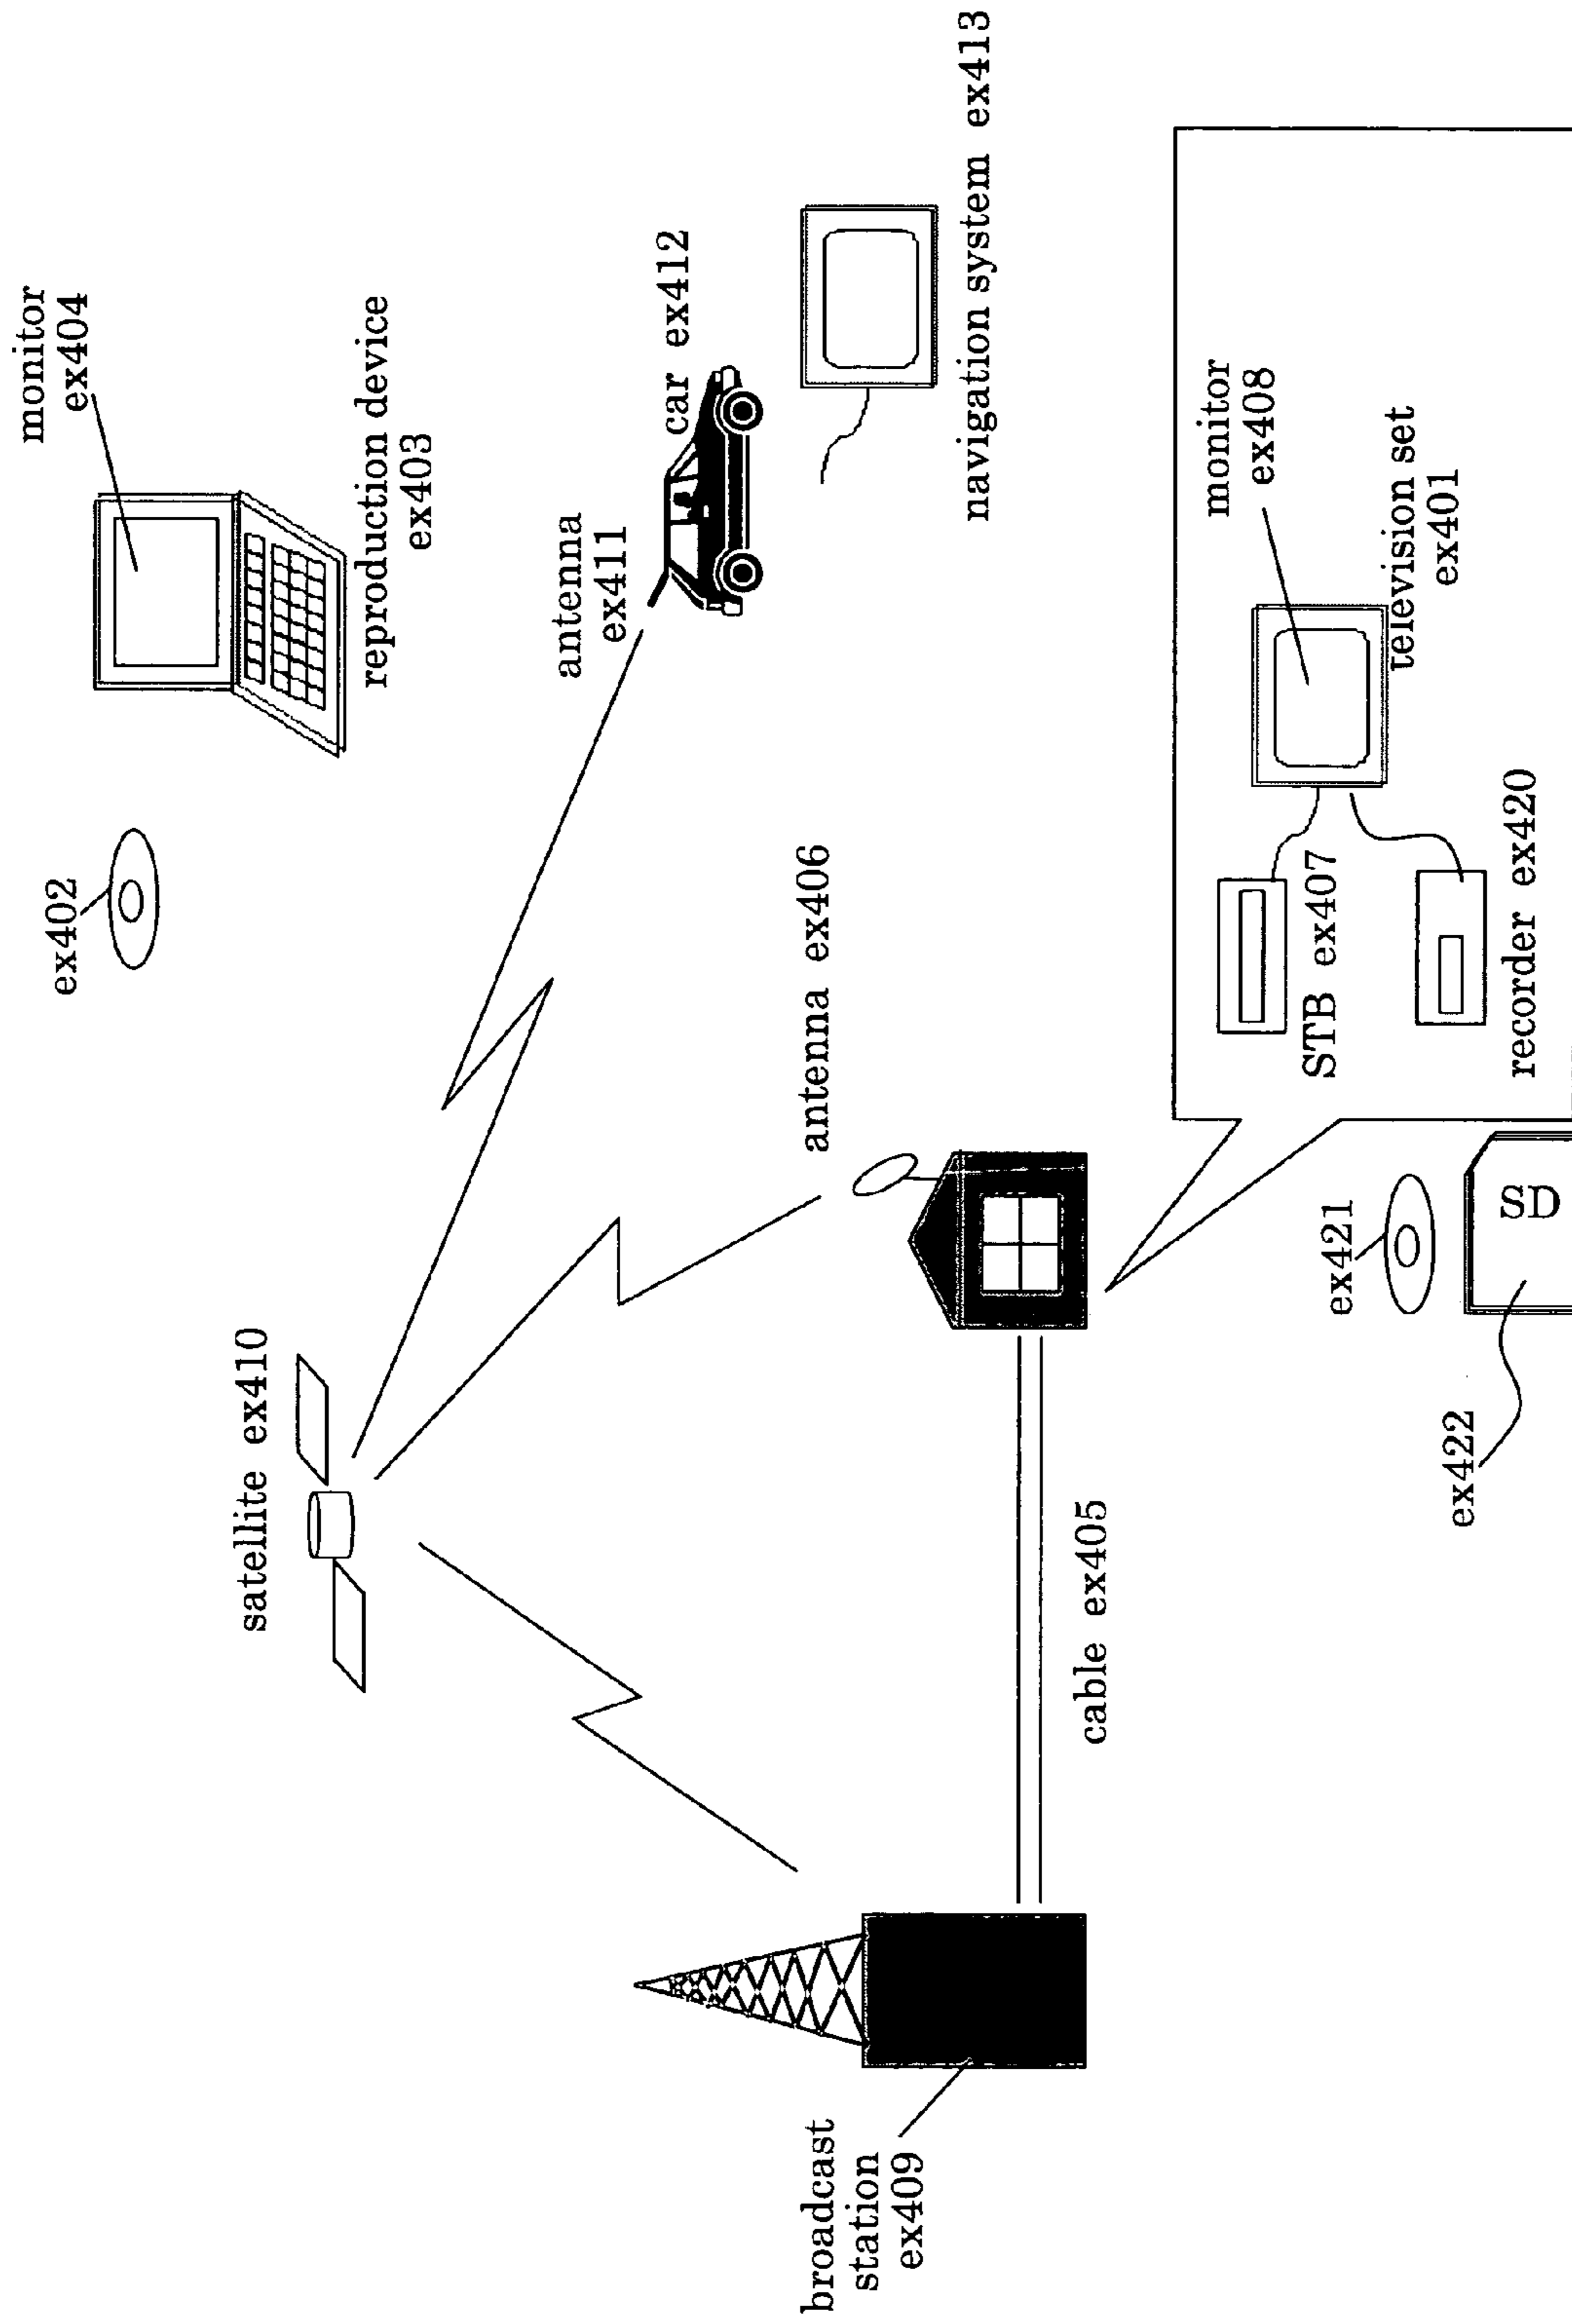 monitor
ex404
ex402
reproduction device
ex403
satellite ex410
antenna
ex411
car ex412
antenna ex406
navigation system ex413
broadcast
station
ex409
cable ex405
monitor
ex408
STB ex407
television set
ex401
ex421
ex422
SD
recorder ex420